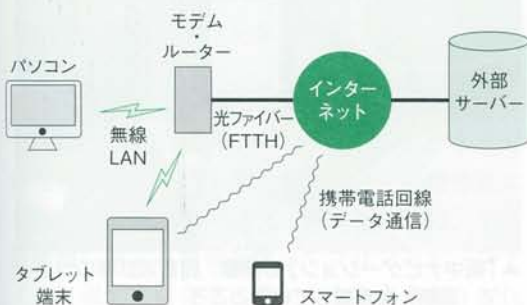 モデム
・
ルーター
パソコン
インター
ネット
外部
サーバー
光ファイバー
(FTTH)
無線
LAN
携帯電話回線
(データ通信)
タブレット
端末
スマートフォン